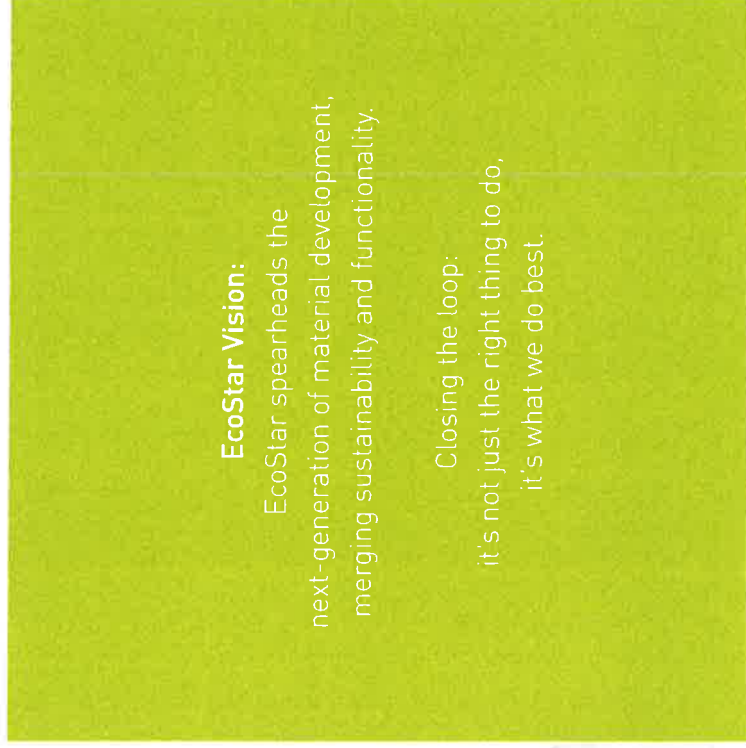 EcoStar Vision:
EcoStar spearheads the
next-generation of material development,
merging sustainability and functionality.
Closing the loop:
it's not just the right thing to do,
it's what we do best.